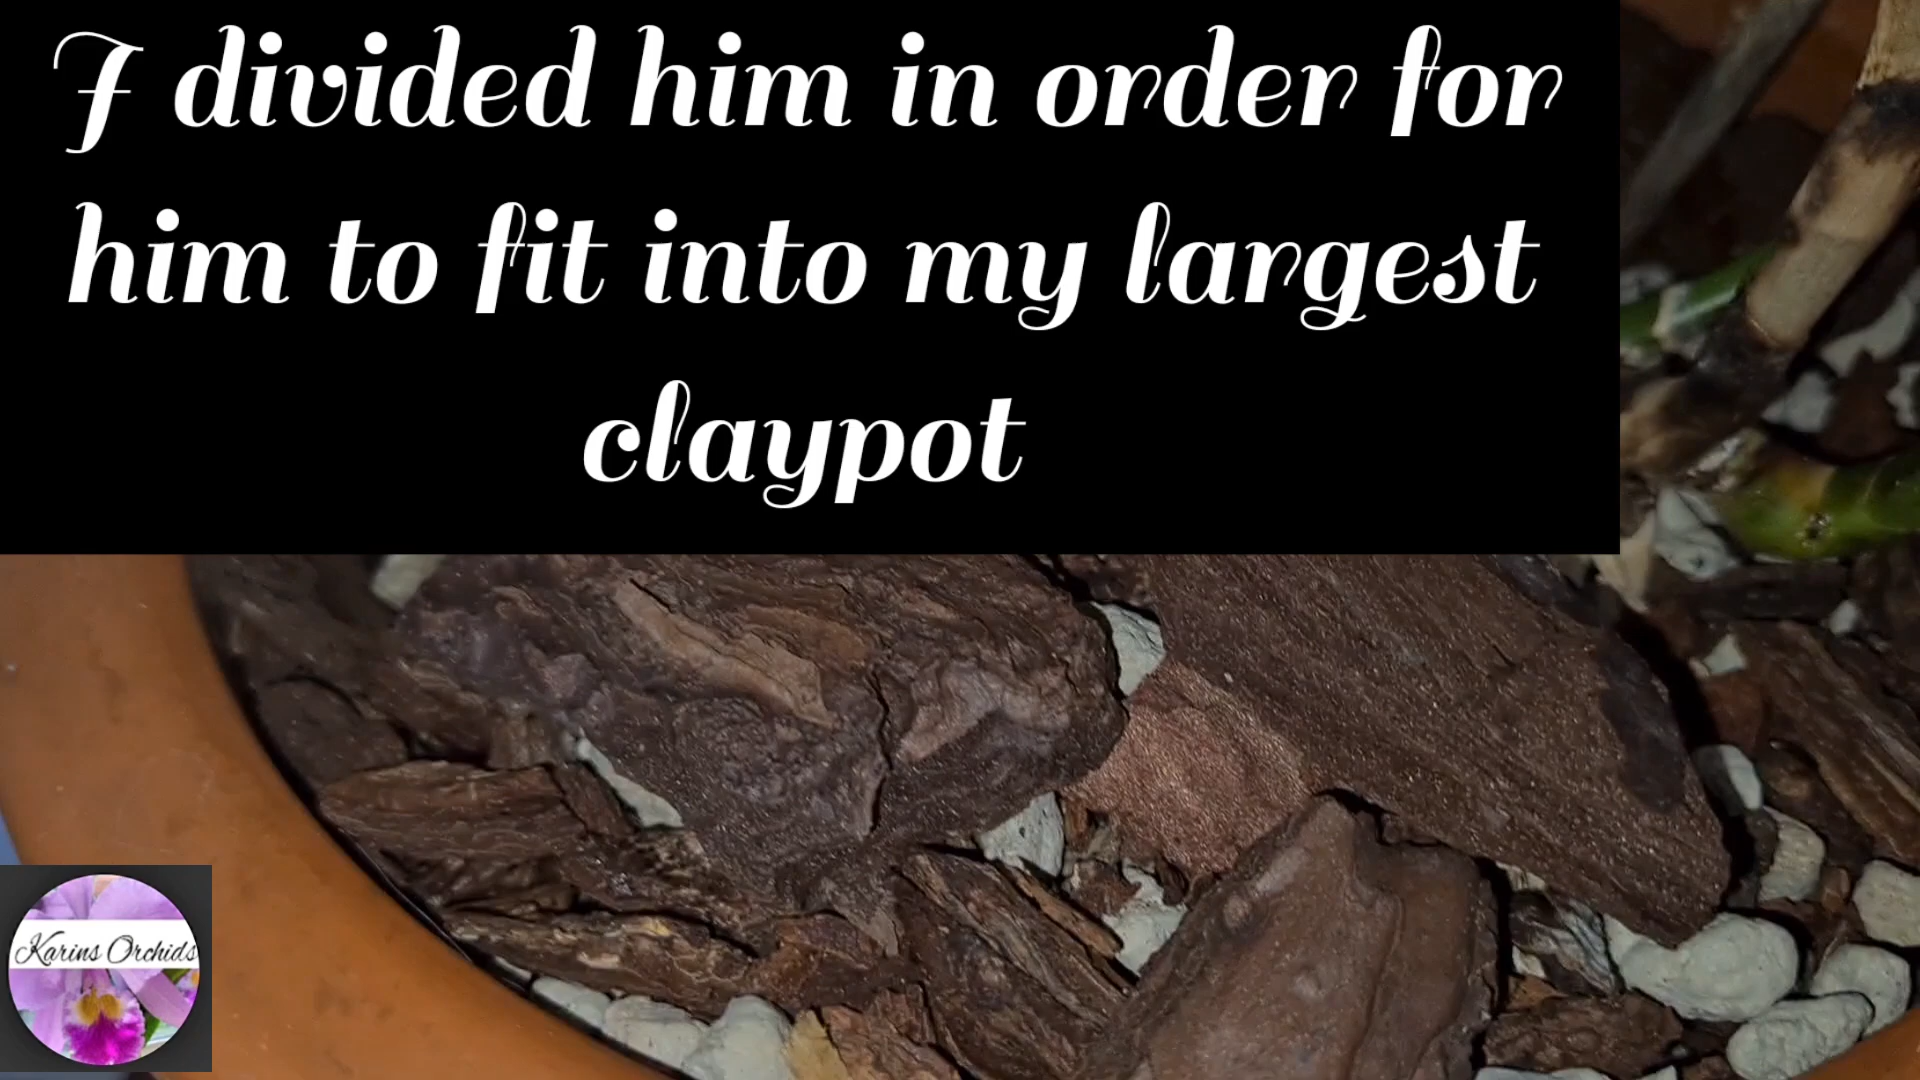 I divided him in order for
him to fit into my largest
claypot
Karins Orchids